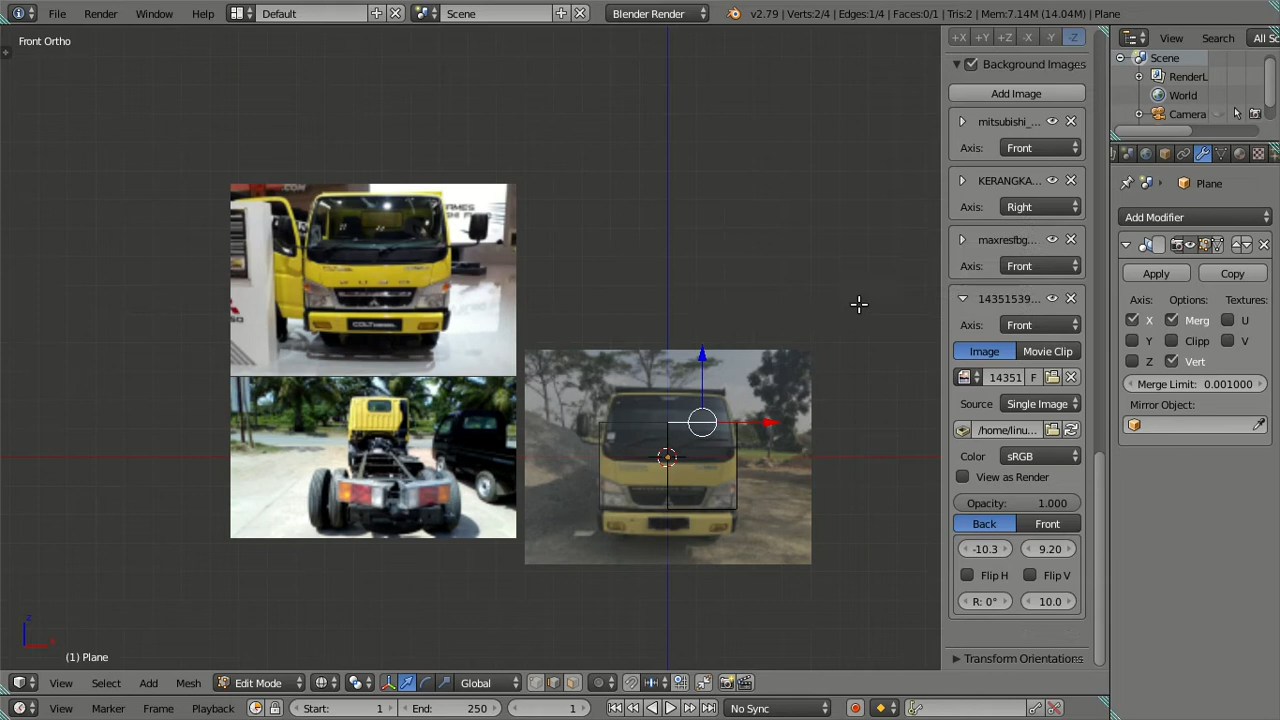 File Render Window Help Default Scene Blender Render v2.79 | Verts:2/4 | Edges:1/4 | Faces:0/1 | Tris:2 | Mem:7.14M (14.04M) | Plane
Front Ortho
+X +Y +Z -X -Y -Z
Background Images
Add Image
mitsubishi_...
Axis: Front
KERANGKA...
Axis: Right
maxresfbg...
Axis: Front
14351539...
Axis: Front
Image Movie Clip
14351 F
Source Single Image
/home/linu...
Color: sRGB
View as Render
Opacity: 1.000
Back Front
-10.3 9.20
Flip H Flip V
R: 0° 10.0
Transform Orientations
View Search All Sc
Scene
RenderL
World
Camera
Plane
Add Modifier
Apply Copy
Axis: Options: Textures:
X Merg U
Y Clipp V
Z Vert
Merge Limit: 0.001000
Mirror Object:
.COM
COLT DIESEL
z
(1) Plane
View Select Add Mesh Edit Mode Global
View Marker Frame Playback Start: 1 End: 250 1 No Sync